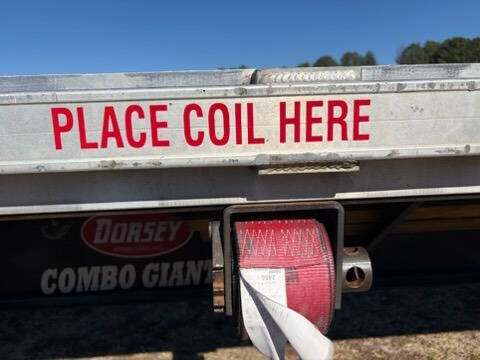 PLACE COIL HERE
DORSEY
COMBO GIANT